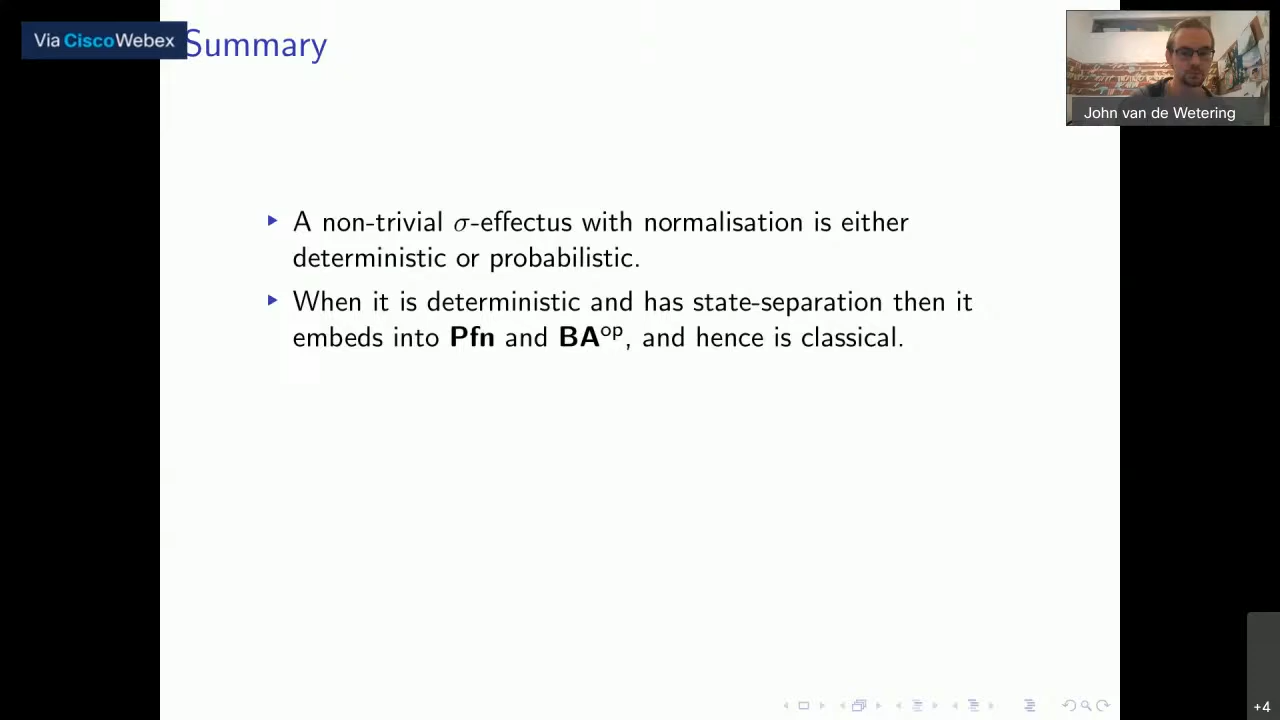 Via CiscoWebex
Summary
John van de Wetering
▶ A non-trivial σ-effectus with normalisation is either
deterministic or probabilistic.
▶ When it is deterministic and has state-separation then it
embeds into Pfn and BAᵒᵖ, and hence is classical.
+4